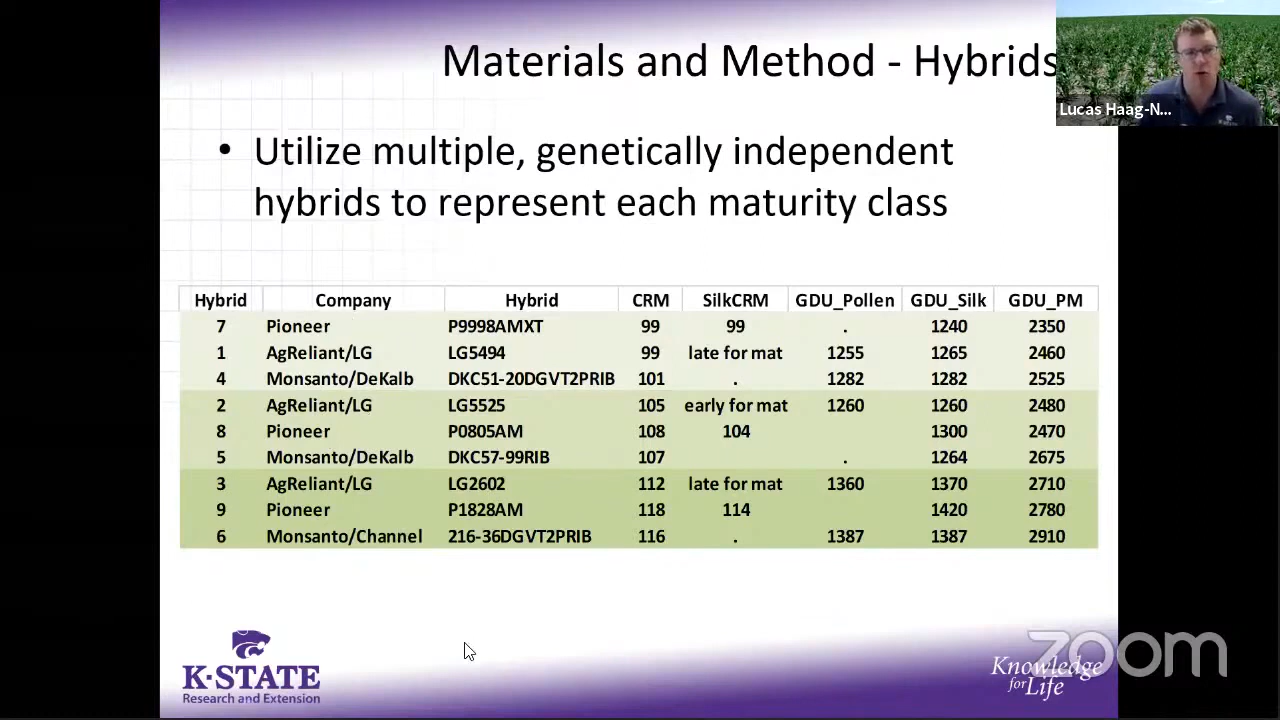 Materials and Method - Hybrids
Lucas Haag-N...
• Utilize multiple, genetically independent
hybrids to represent each maturity class
Hybrid Company Hybrid CRM SilkCRM GDU_Pollen GDU_Silk GDU_PM
7 Pioneer P9998AMXT 99 99 . 1240 2350
1 AgReliant/LG LG5494 99 late for mat 1255 1265 2460
4 Monsanto/DeKalb DKC51-20DGVT2PRIB 101 . 1282 1282 2525
2 AgReliant/LG LG5525 105 early for mat 1260 1260 2480
8 Pioneer P0805AM 108 104 1300 2470
5 Monsanto/DeKalb DKC57-99RIB 107 . 1264 2675
3 AgReliant/LG LG2602 112 late for mat 1360 1370 2710
9 Pioneer P1828AM 118 114 1420 2780
6 Monsanto/Channel 216-36DGVT2PRIB 116 . 1387 1387 2910
K-STATE
Research and Extension
Knowledge
for Life
zoom